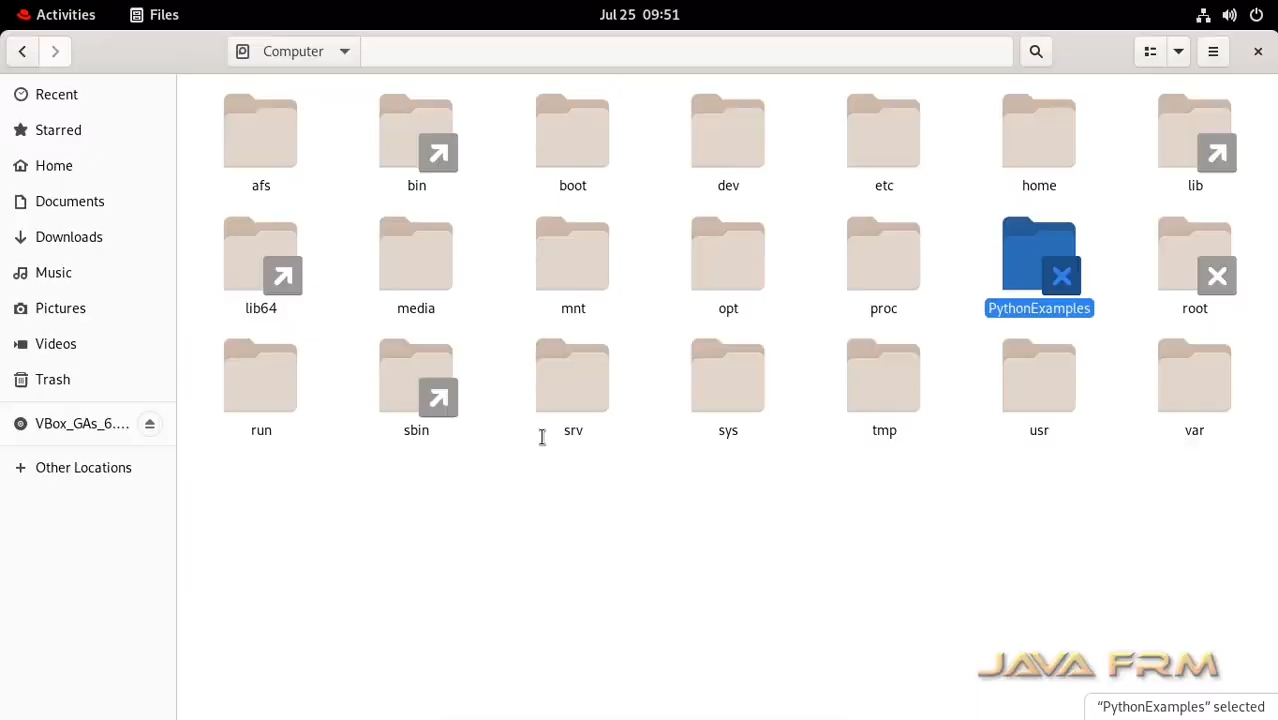 Activities Files Jul 25 09:51
Computer
Recent
Starred
Home
Documents
Downloads
Music
Pictures
Videos
Trash
VBox_GAs_6....
Other Locations
afs bin boot dev etc home lib
lib64 media mnt opt proc PythonExamples root
run sbin srv sys tmp usr var
JAVA FRM
“PythonExamples” selected